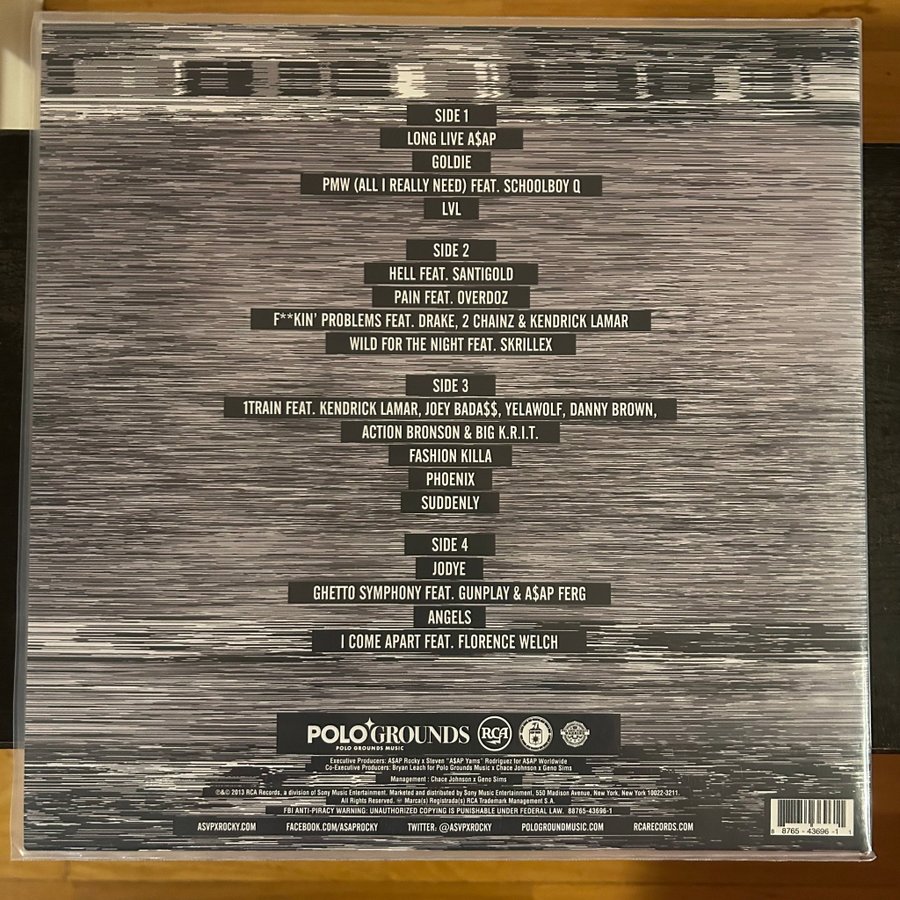 SIDE 1
LONG LIVE A$AP
GOLDIE
PMW (ALL I REALLY NEED) FEAT. SCHOOLBOY Q
LVL
SIDE 2
HELL FEAT. SANTIGOLD
PAIN FEAT. OVERDOZ
F**KIN' PROBLEMS FEAT. DRAKE, 2 CHAINZ & KENDRICK LAMAR
WILD FOR THE NIGHT FEAT. SKRILLEX
SIDE 3
1TRAIN FEAT. KENDRICK LAMAR, JOEY BADA$$, YELAWOLF, DANNY BROWN,
ACTION BRONSON & BIG K.R.I.T.
FASHION KILLA
PHOENIX
SUDDENLY
SIDE 4
JODYE
GHETTO SYMPHONY FEAT. GUNPLAY & A$AP FERG
ANGELS
I COME APART FEAT. FLORENCE WELCH
POLO GROUNDS RCA
POLO GROUNDS MUSIC
Executive Producers: A$AP Rocky x Steven "A$AP Yams" Rodriguez for A$AP Worldwide
Co-Executive Producers: Bryan Leach for Polo Grounds Music x Chace Johnson x Geno Sims
Management : Chace Johnson x Geno Sims
℗&© 2013 RCA Records, a division of Sony Music Entertainment. Marketed and distributed by Sony Music Entertainment, 550 Madison Avenue, New York, New York 10022-3211.
All Rights Reserved. Marca(s) Registrada(s) RCA Trademark Management S.A.
FBI ANTI-PIRACY WARNING: UNAUTHORIZED COPYING IS PUNISHABLE UNDER FEDERAL LAW. 88765-43696-1
ASVPXROCKY.COM FACEBOOK.COM/ASAPROCKY TWITTER: @ASVPXROCKY POLOGROUNDMUSIC.COM RCARECORDS.COM
8 8765 - 43696 - 1 1